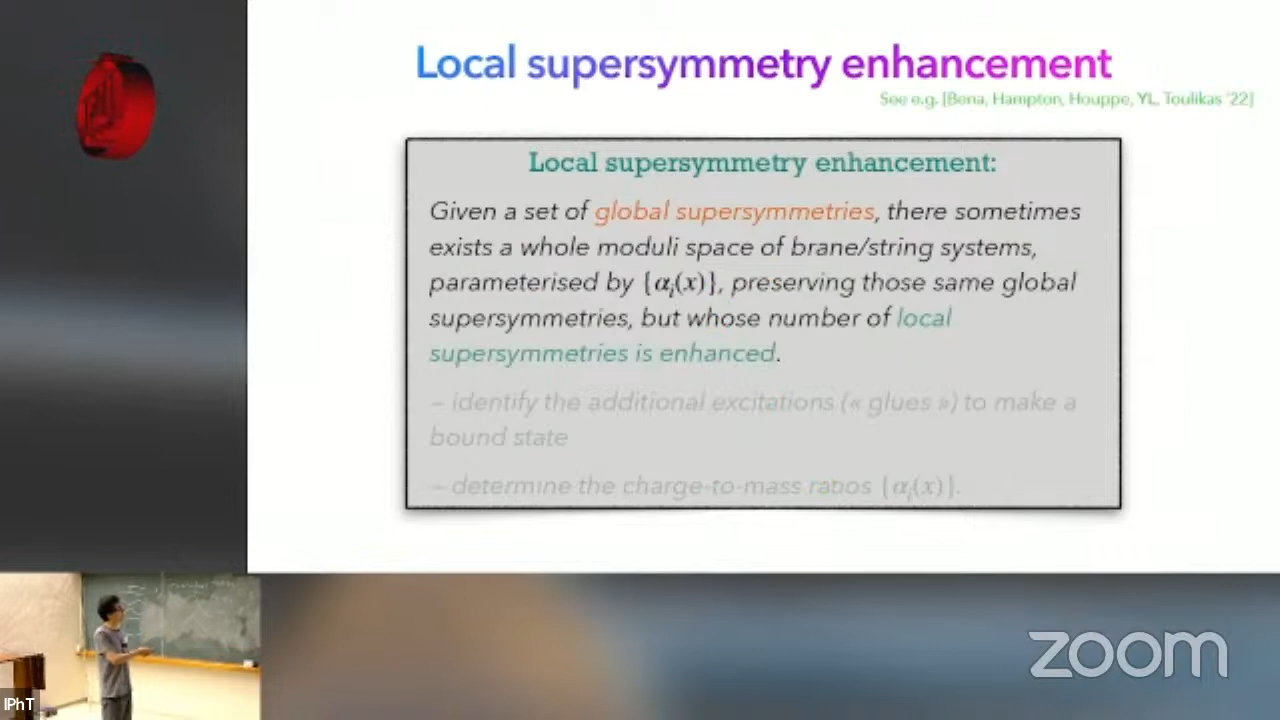 Local supersymmetry enhancement
See e.g. [Bena, Hampton, Houppe, YL, Toulikas '22]
Local supersymmetry enhancement:
Given a set of global supersymmetries, there sometimes
exists a whole moduli space of brane/string systems,
parameterised by {αᵢ(x)}, preserving those same global
supersymmetries, but whose number of local
supersymmetries is enhanced.
– identify the additional excitations (« glues ») to make a
bound state
– determine the charge-to-mass ratios {αᵢ(x)}.
IPhT
zoom